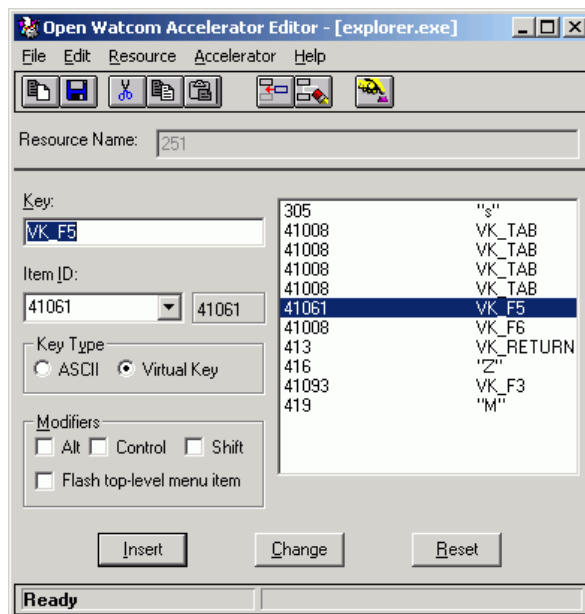 Open Watcom Accelerator Editor - [explorer.exe]
File Edit Resource Accelerator Help
Resource Name: 251
Key:
VK_F5
Item ID:
41061 41061
Key Type
ASCII Virtual Key
Modifiers
Alt Control Shift
Flash top-level menu item
305 "s"
41008 VK_TAB
41008 VK_TAB
41008 VK_TAB
41008 VK_TAB
41061 VK_F5
41008 VK_F6
413 VK_RETURN
416 "Z"
41093 VK_F3
419 "M"
Insert Change Reset
Ready